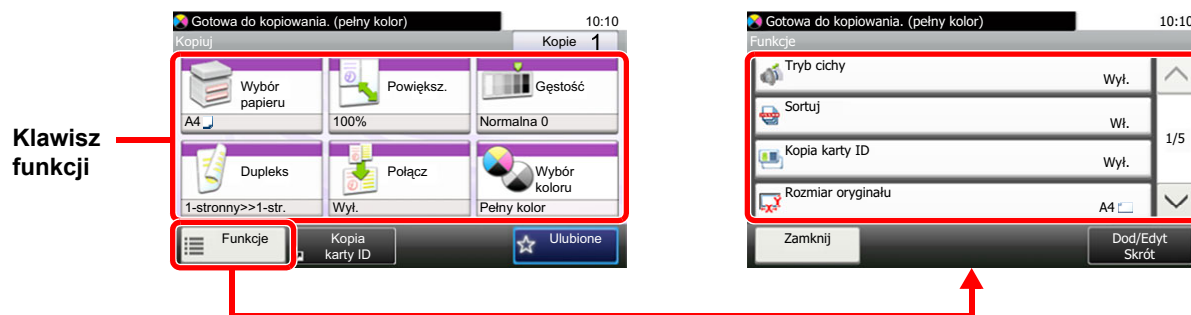 Gotowa do kopiowania. (pełny kolor) 10:10
Kopiuj Kopie 1
Klawisz
funkcji
Wybór
papieru
A4
Powiększ.
100%
Gęstość
Normalna 0
Dupleks
1-stronny>>1-str.
Połącz
Wył.
Wybór
koloru
Pełny kolor
Funkcje
Kopia
karty ID
Ulubione
Gotowa do kopiowania. (pełny kolor) 10:10
Funkcje
Tryb cichy
Wył.
Sortuj
Wł.
1/5
Kopia karty ID
Wył.
Rozmiar oryginału
A4
Zamknij
Dod/Edyt
Skrót